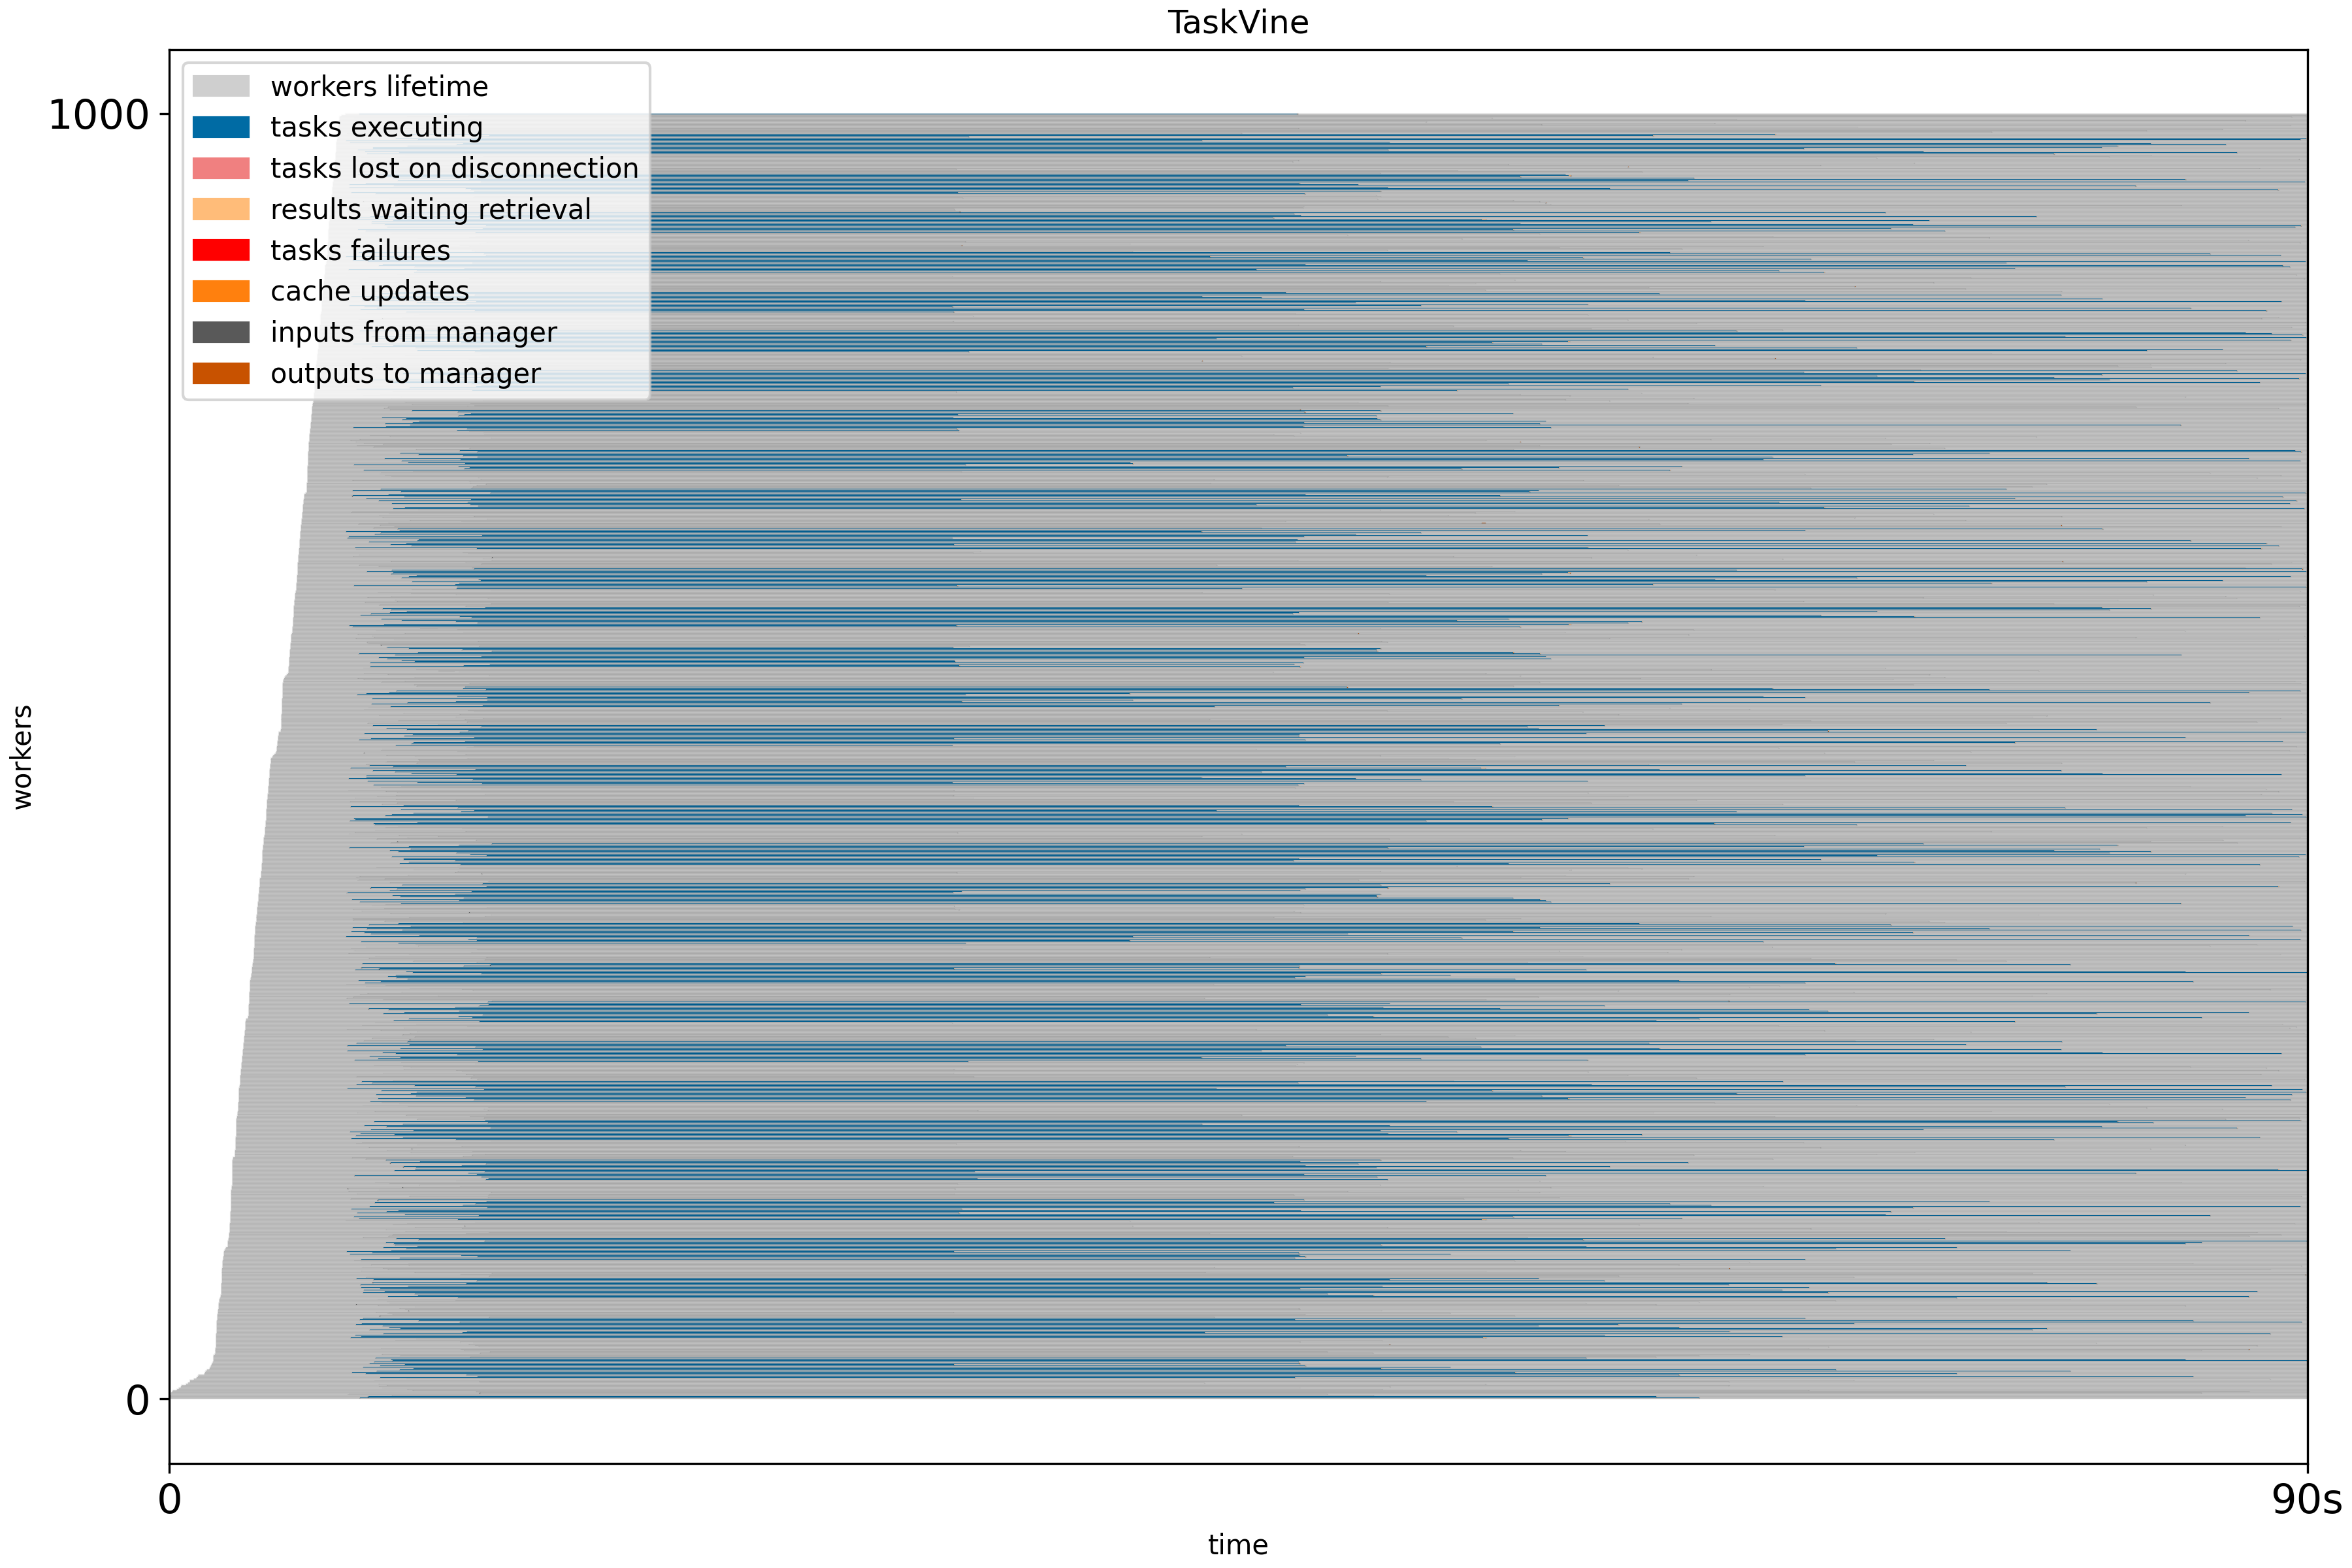 TaskVine
1000
workers lifetime
tasks executing
tasks lost on disconnection
results waiting retrieval
tasks failures
cache updates
inputs from manager
outputs to manager
workers
0
0
90s
time